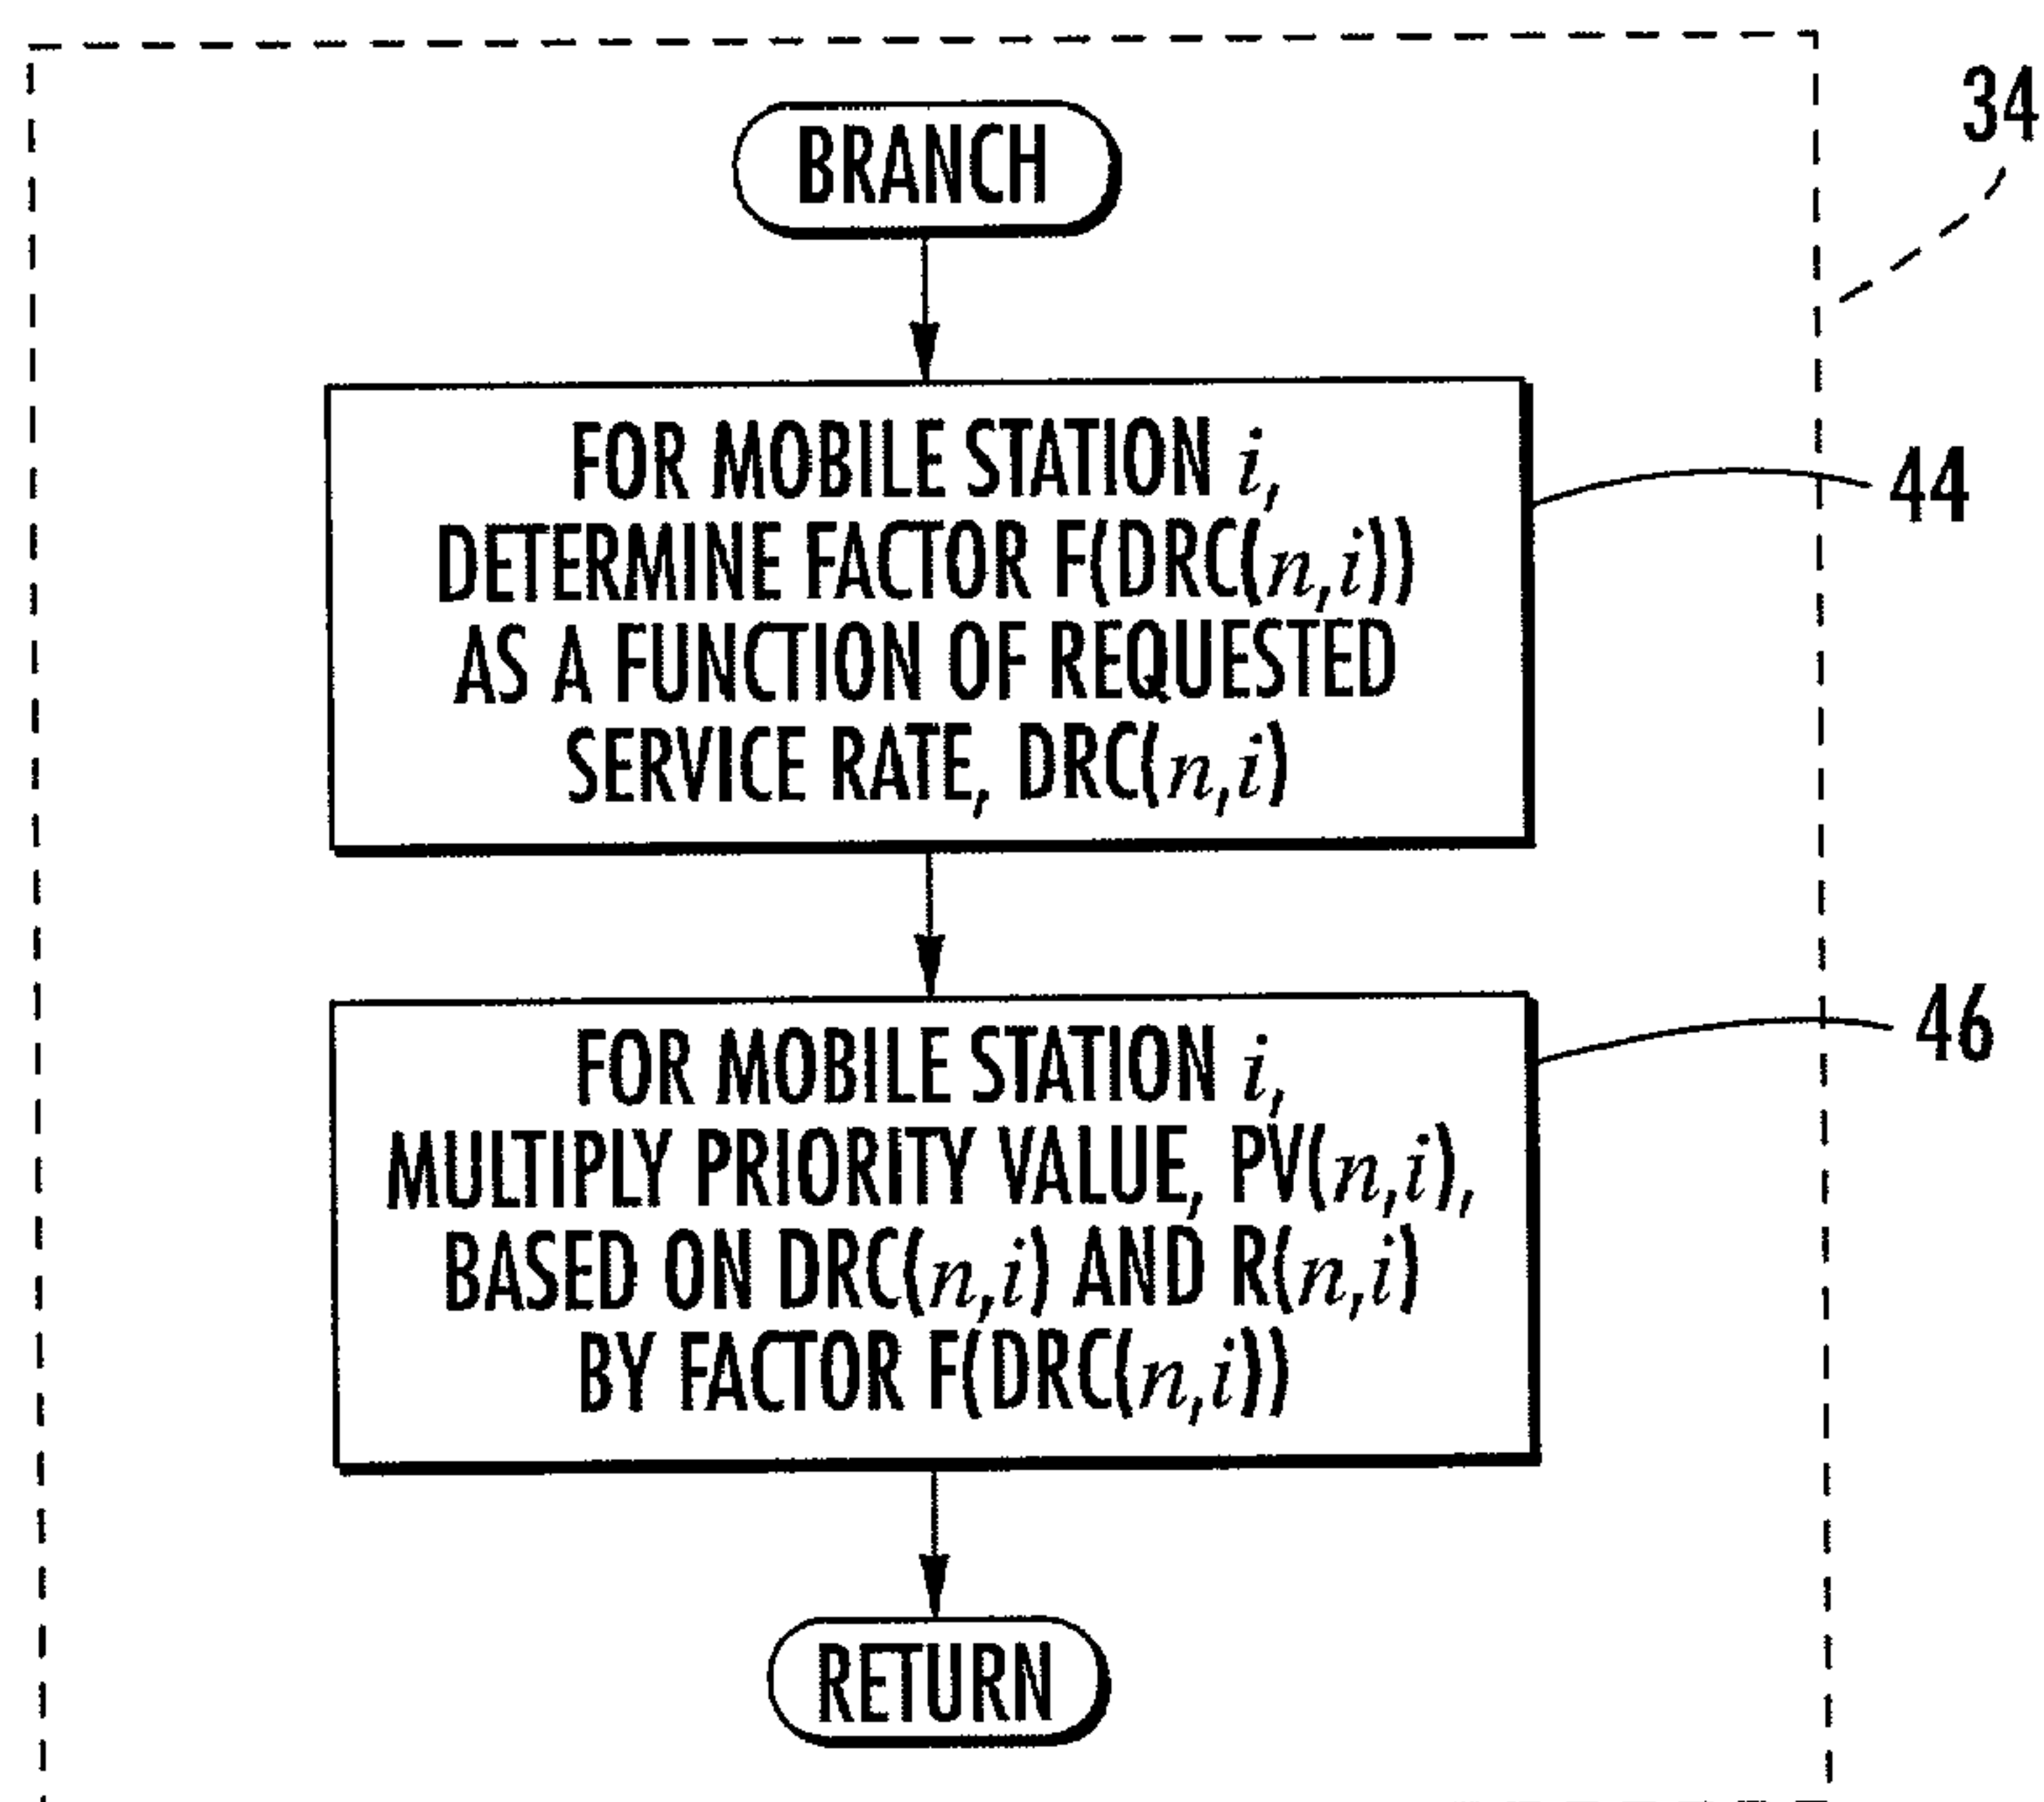 34
BRANCH
FOR MOBILE STATION i,
DETERMINE FACTOR F(DRC(n,i))
AS A FUNCTION OF REQUESTED
SERVICE RATE, DRC(n,i)
44
FOR MOBILE STATION i,
MULTIPLY PRIORITY VALUE, PV(n,i),
BASED ON DRC(n,i) AND R(n,i)
BY FACTOR F(DRC(n,i))
46
RETURN